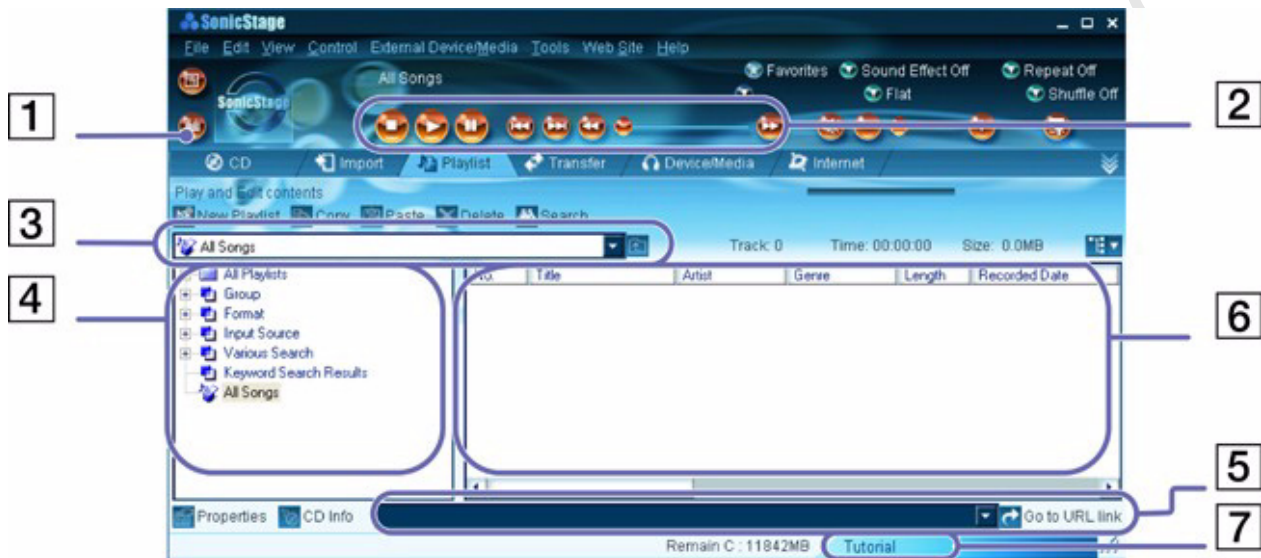 SonicStage
File Edit View Control External Device/Media Tools Web Site Help
All Songs
Favorites Sound Effect Off Repeat Off
Flat Shuffle Off
SonicStage
1
2
CD Import Playlist Transfer Device/Media Internet
Play and Edit contents
New Playlist Copy Paste Delete Search
3
All Songs
Track: 0 Time: 00:00:00 Size: 0.0MB
No. Title Artist Genre Length Recorded Date
4
All Playlists
Group
Format
Input Source
Various Search
Keyword Search Results
All Songs
6
5
Properties CD Info
Go to URL link
7
Remain C : 11842MB Tutorial